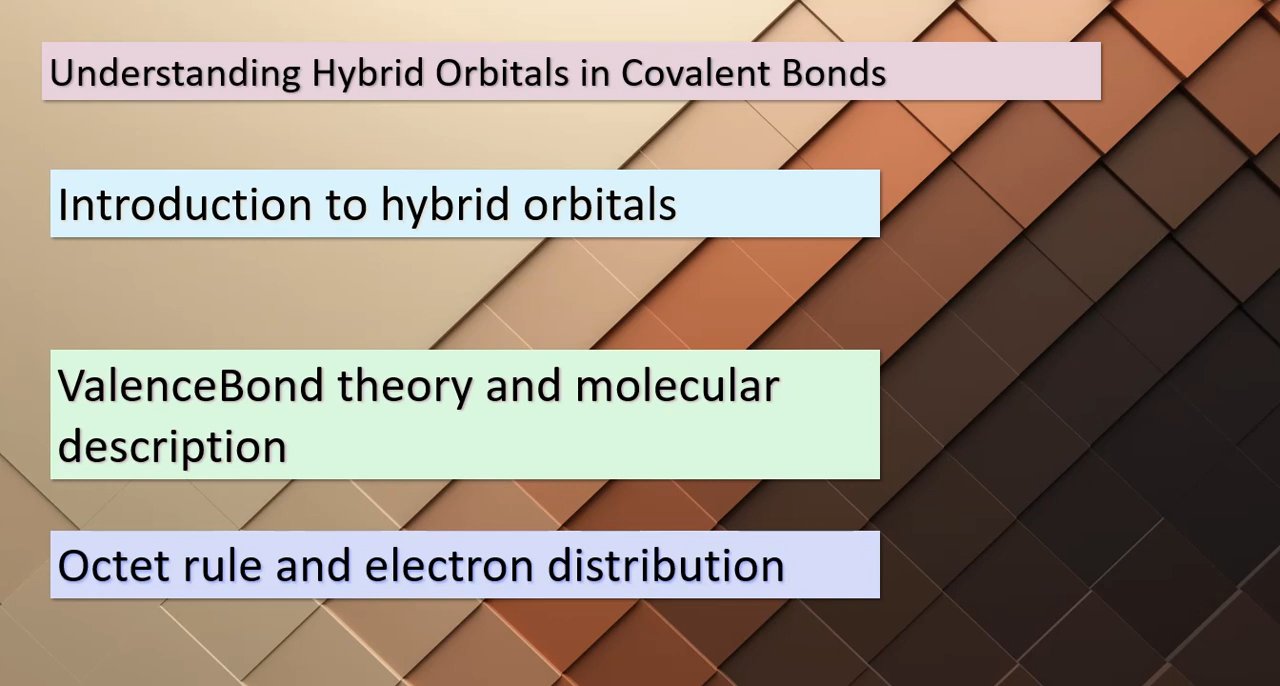 Understanding Hybrid Orbitals in Covalent Bonds
Introduction to hybrid orbitals
ValenceBond theory and molecular
description
Octet rule and electron distribution